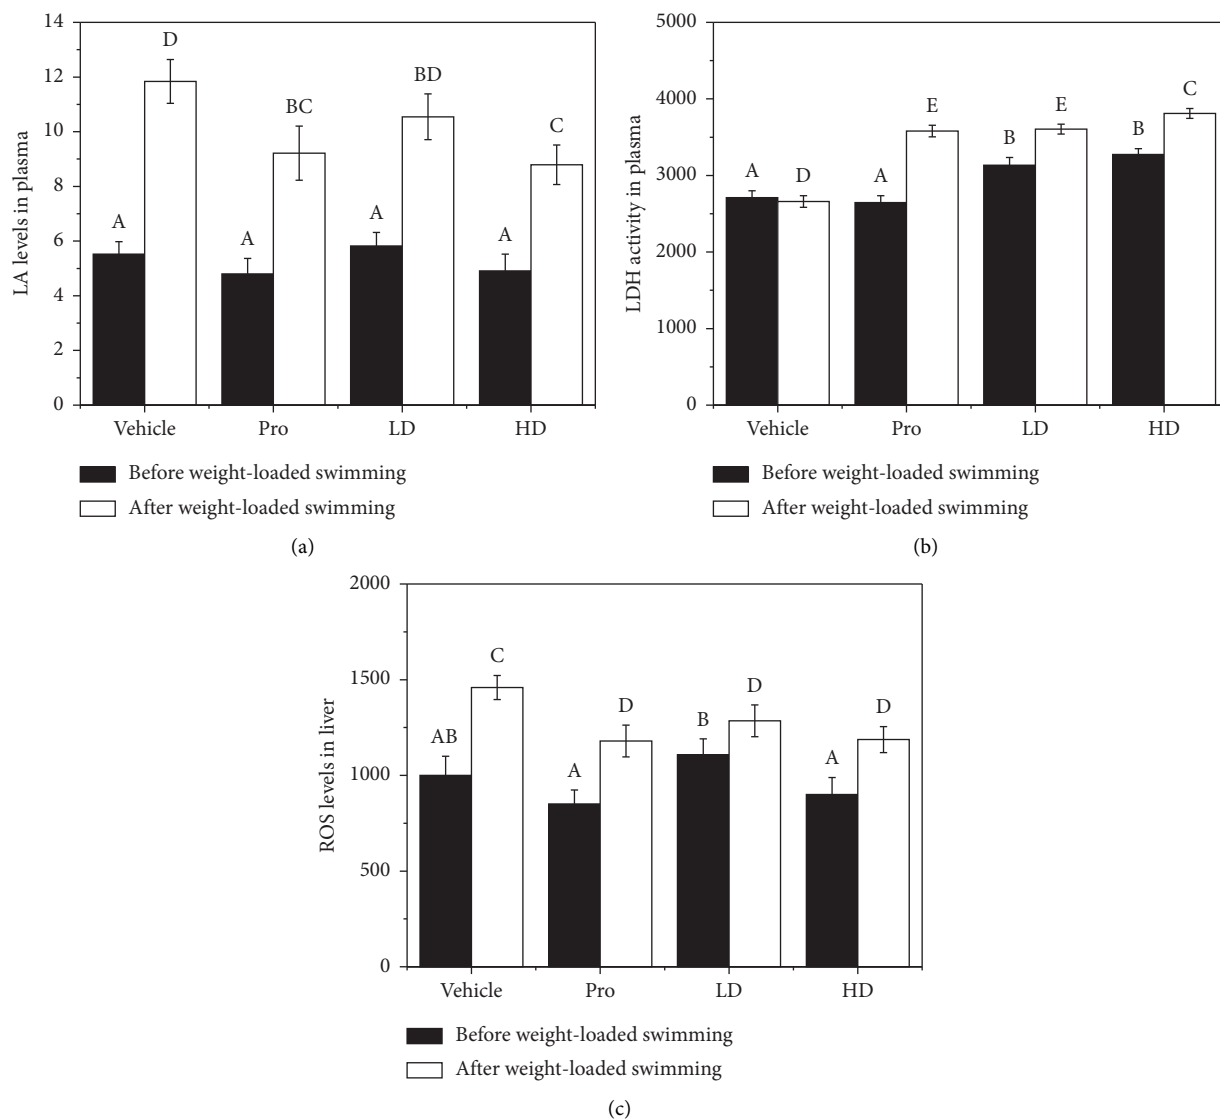 14
12
10
8
6
4
2
0
LA levels in plasma
A
D
A
BC
A
BD
A
C
Vehicle
Pro
LD
HD
Before weight-loaded swimming
After weight-loaded swimming
(a)
5000
4000
3000
2000
1000
0
LDH activity in plasma
A
D
A
E
B
E
B
C
Vehicle
Pro
LD
HD
Before weight-loaded swimming
After weight-loaded swimming
(b)
2000
1500
1000
500
0
ROS levels in liver
AB
C
A
D
B
D
A
D
Vehicle
Pro
LD
HD
Before weight-loaded swimming
After weight-loaded swimming
(c)